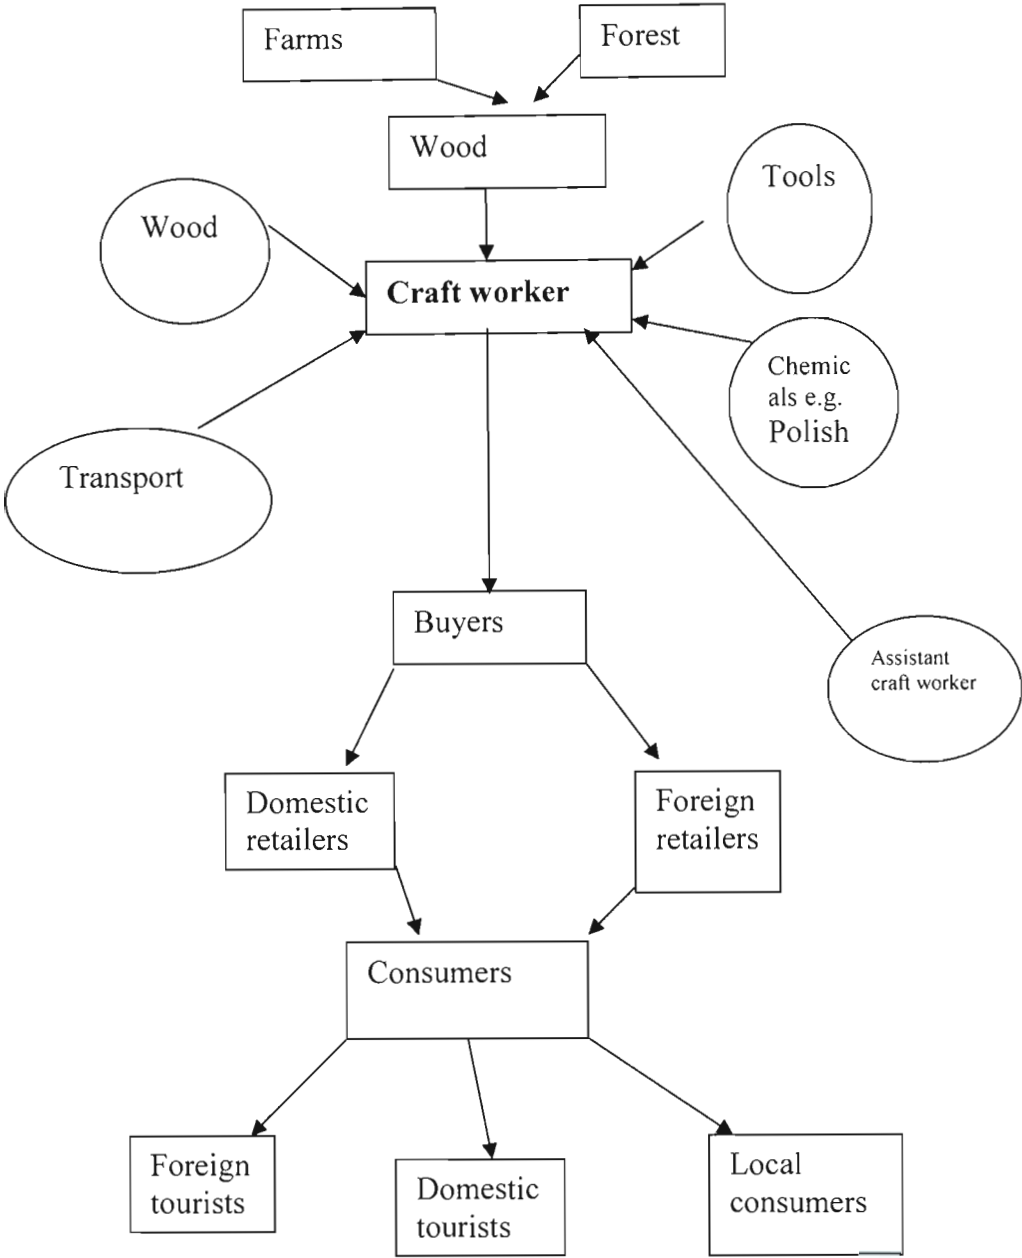 Farms
Forest
Wood
Tools
Wood
Craft worker
Chemic
als e.g.
Polish
Transport
Buyers
Assistant
craft worker
Domestic
retailers
Foreign
retailers
Consumers
Foreign
tourists
Domestic
tourists
Local
consumers